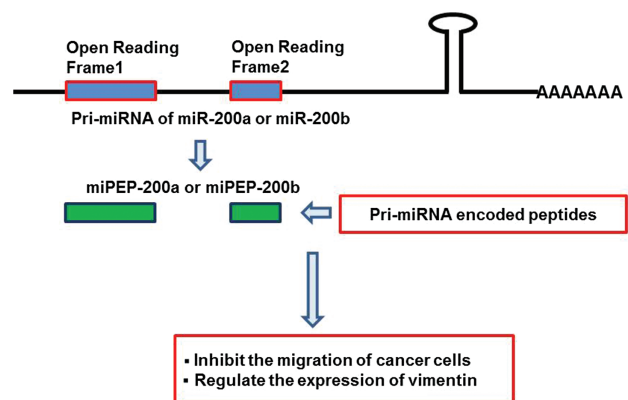 Open Reading
Frame1
Open Reading
Frame2
AAAAAAA
Pri-miRNA of miR-200a or miR-200b
miPEP-200a or miPEP-200b
Pri-miRNA encoded peptides
▪ Inhibit the migration of cancer cells
▪ Regulate the expression of vimentin